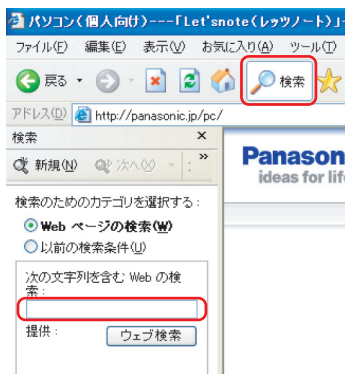 パソコン(個人向け)---「Let'snote(レッツノート)」-
ファイル(F) 編集(E) 表示(V) お気に入り(A) ツール(T)
戻る 検索
アドレス(D) http://panasonic.jp/pc/
検索 ×
新規(N) 次へ(X) »
検索のためのカテゴリを選択する:
Web ページの検索(W)
以前の検索条件(U)
次の文字列を含む Web の検
索:
提供: ウェブ検索
Panason
ideas for life